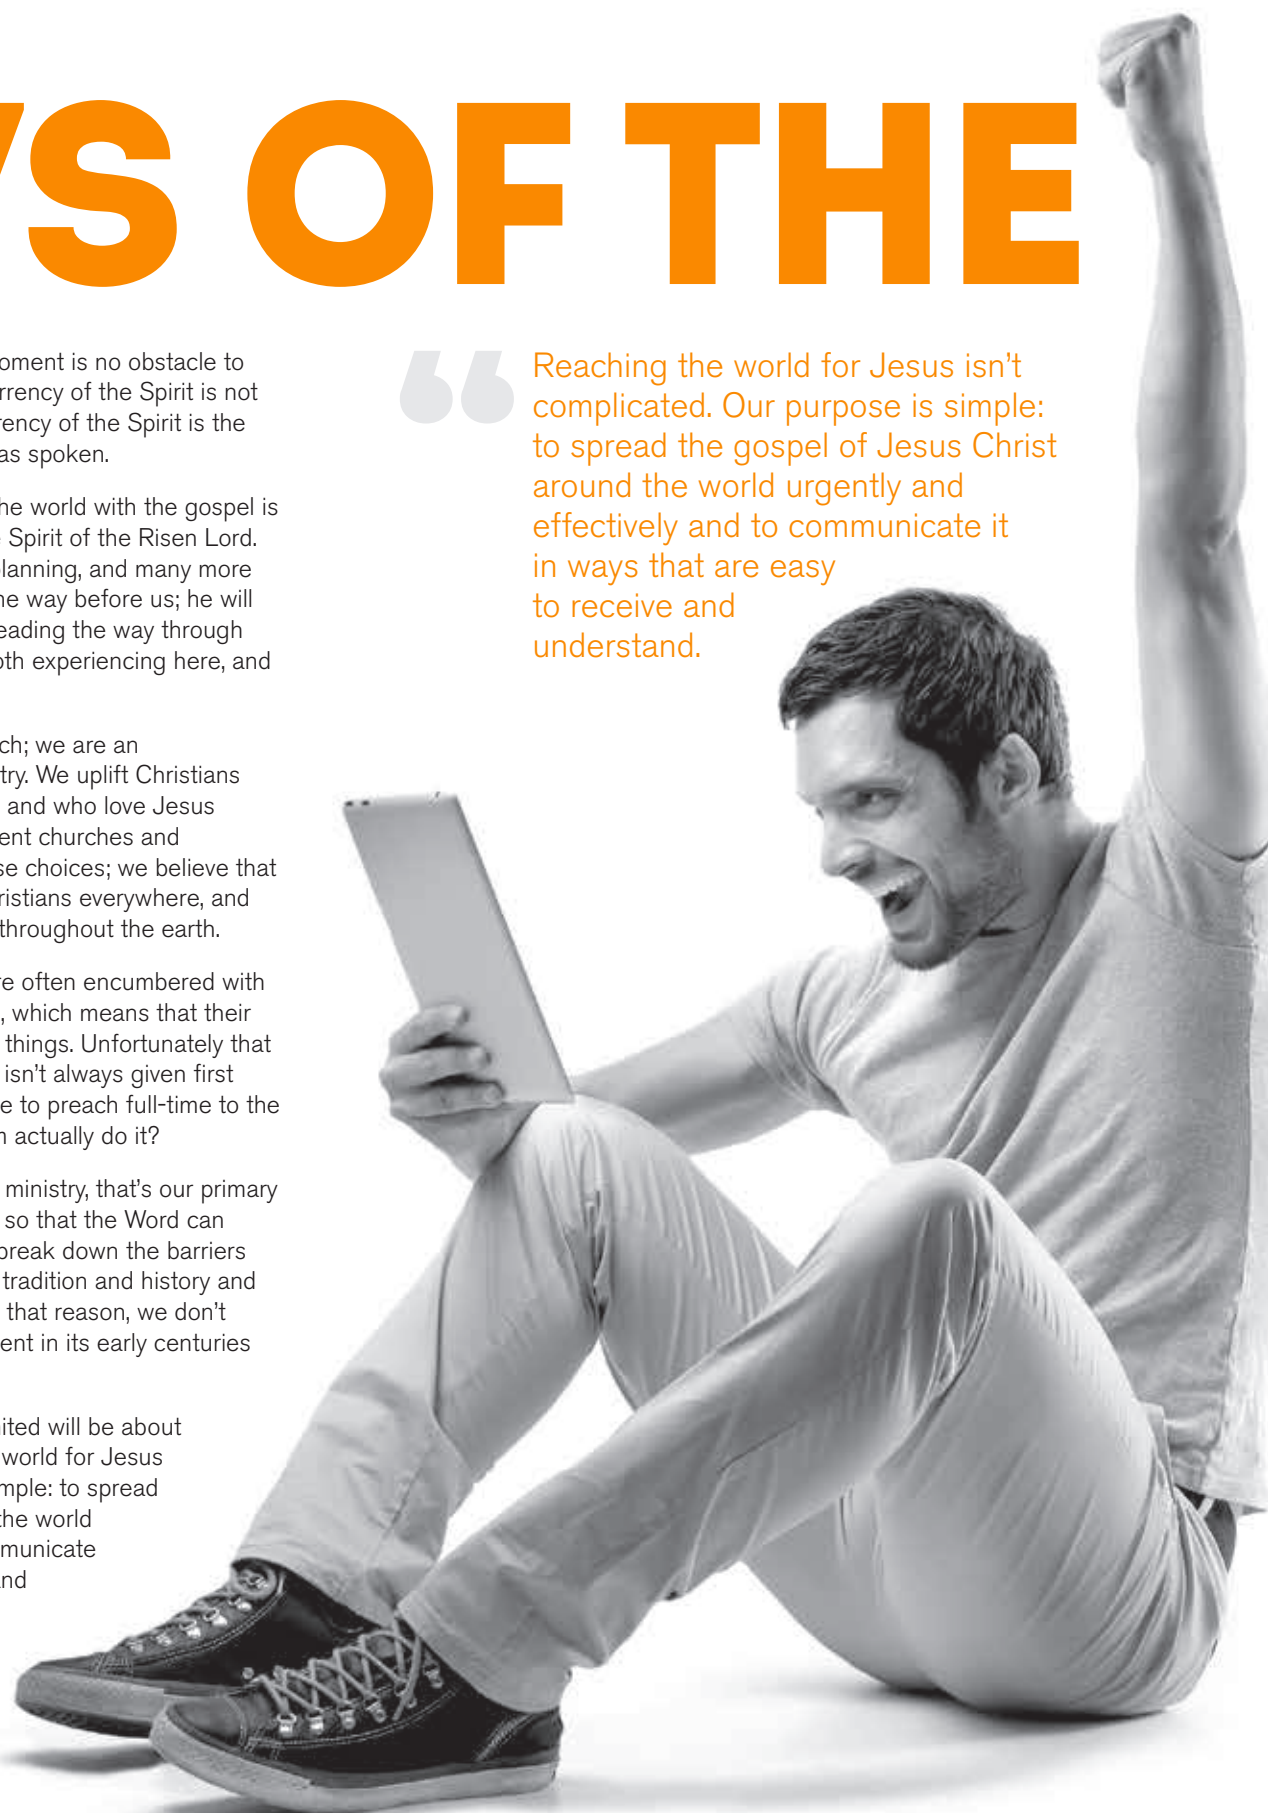 YS OF THE
oment is no obstacle to
rrency of the Spirit is not
ency of the Spirit is the
as spoken.
he world with the gospel is
Spirit of the Risen Lord.
lanning, and many more
he way before us; he will
eading the way through
oth experiencing here, and
ch; we are an
try. We uplift Christians
and who love Jesus
ent churches and
se choices; we believe that
ristians everywhere, and
throughout the earth.
re often encumbered with
, which means that their
things. Unfortunately that
isn't always given first
e to preach full-time to the
n actually do it?
ministry, that's our primary
so that the Word can
break down the barriers
tradition and history and
that reason, we don't
ent in its early centuries
ited will be about
world for Jesus
mple: to spread
the world
municate
and
“
Reaching the world for Jesus isn't
complicated. Our purpose is simple:
to spread the gospel of Jesus Christ
around the world urgently and
effectively and to communicate it
in ways that are easy
to receive and
understand.